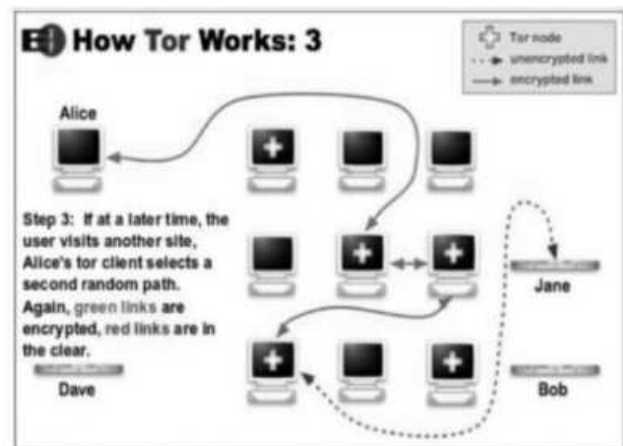 How Tor Works: 3
Tor node
unencrypted link
encrypted link
Alice
Step 3: If at a later time, the
user visits another site,
Alice's tor client selects a
second random path.
Again, green links are
encrypted, red links are in
the clear.
Jane
Dave
Bob